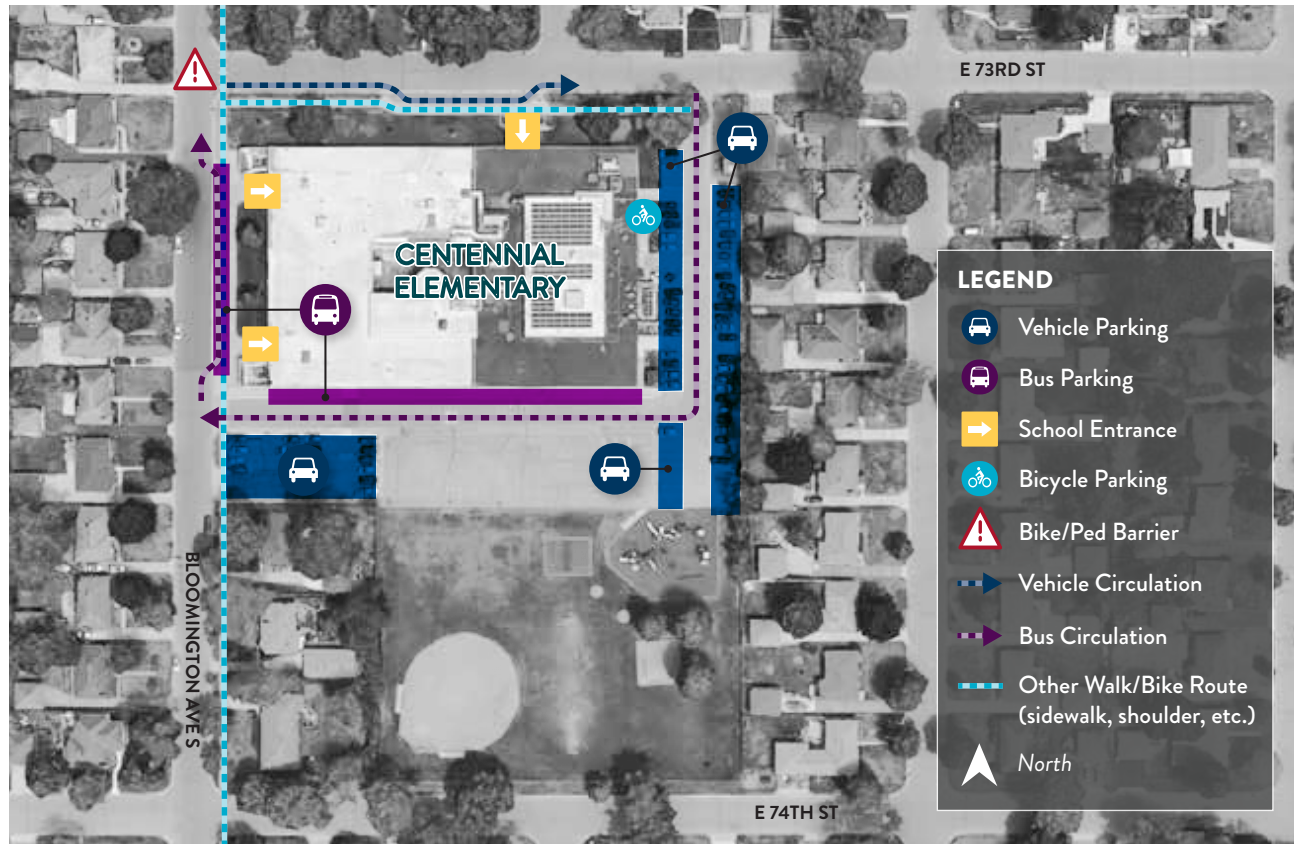 E 73RD ST
CENTENNIAL
ELEMENTARY
BLOOMINGTON AVE S
E 74TH ST
LEGEND
Vehicle Parking
Bus Parking
School Entrance
Bicycle Parking
Bike/Ped Barrier
Vehicle Circulation
Bus Circulation
Other Walk/Bike Route
(sidewalk, shoulder, etc.)
North